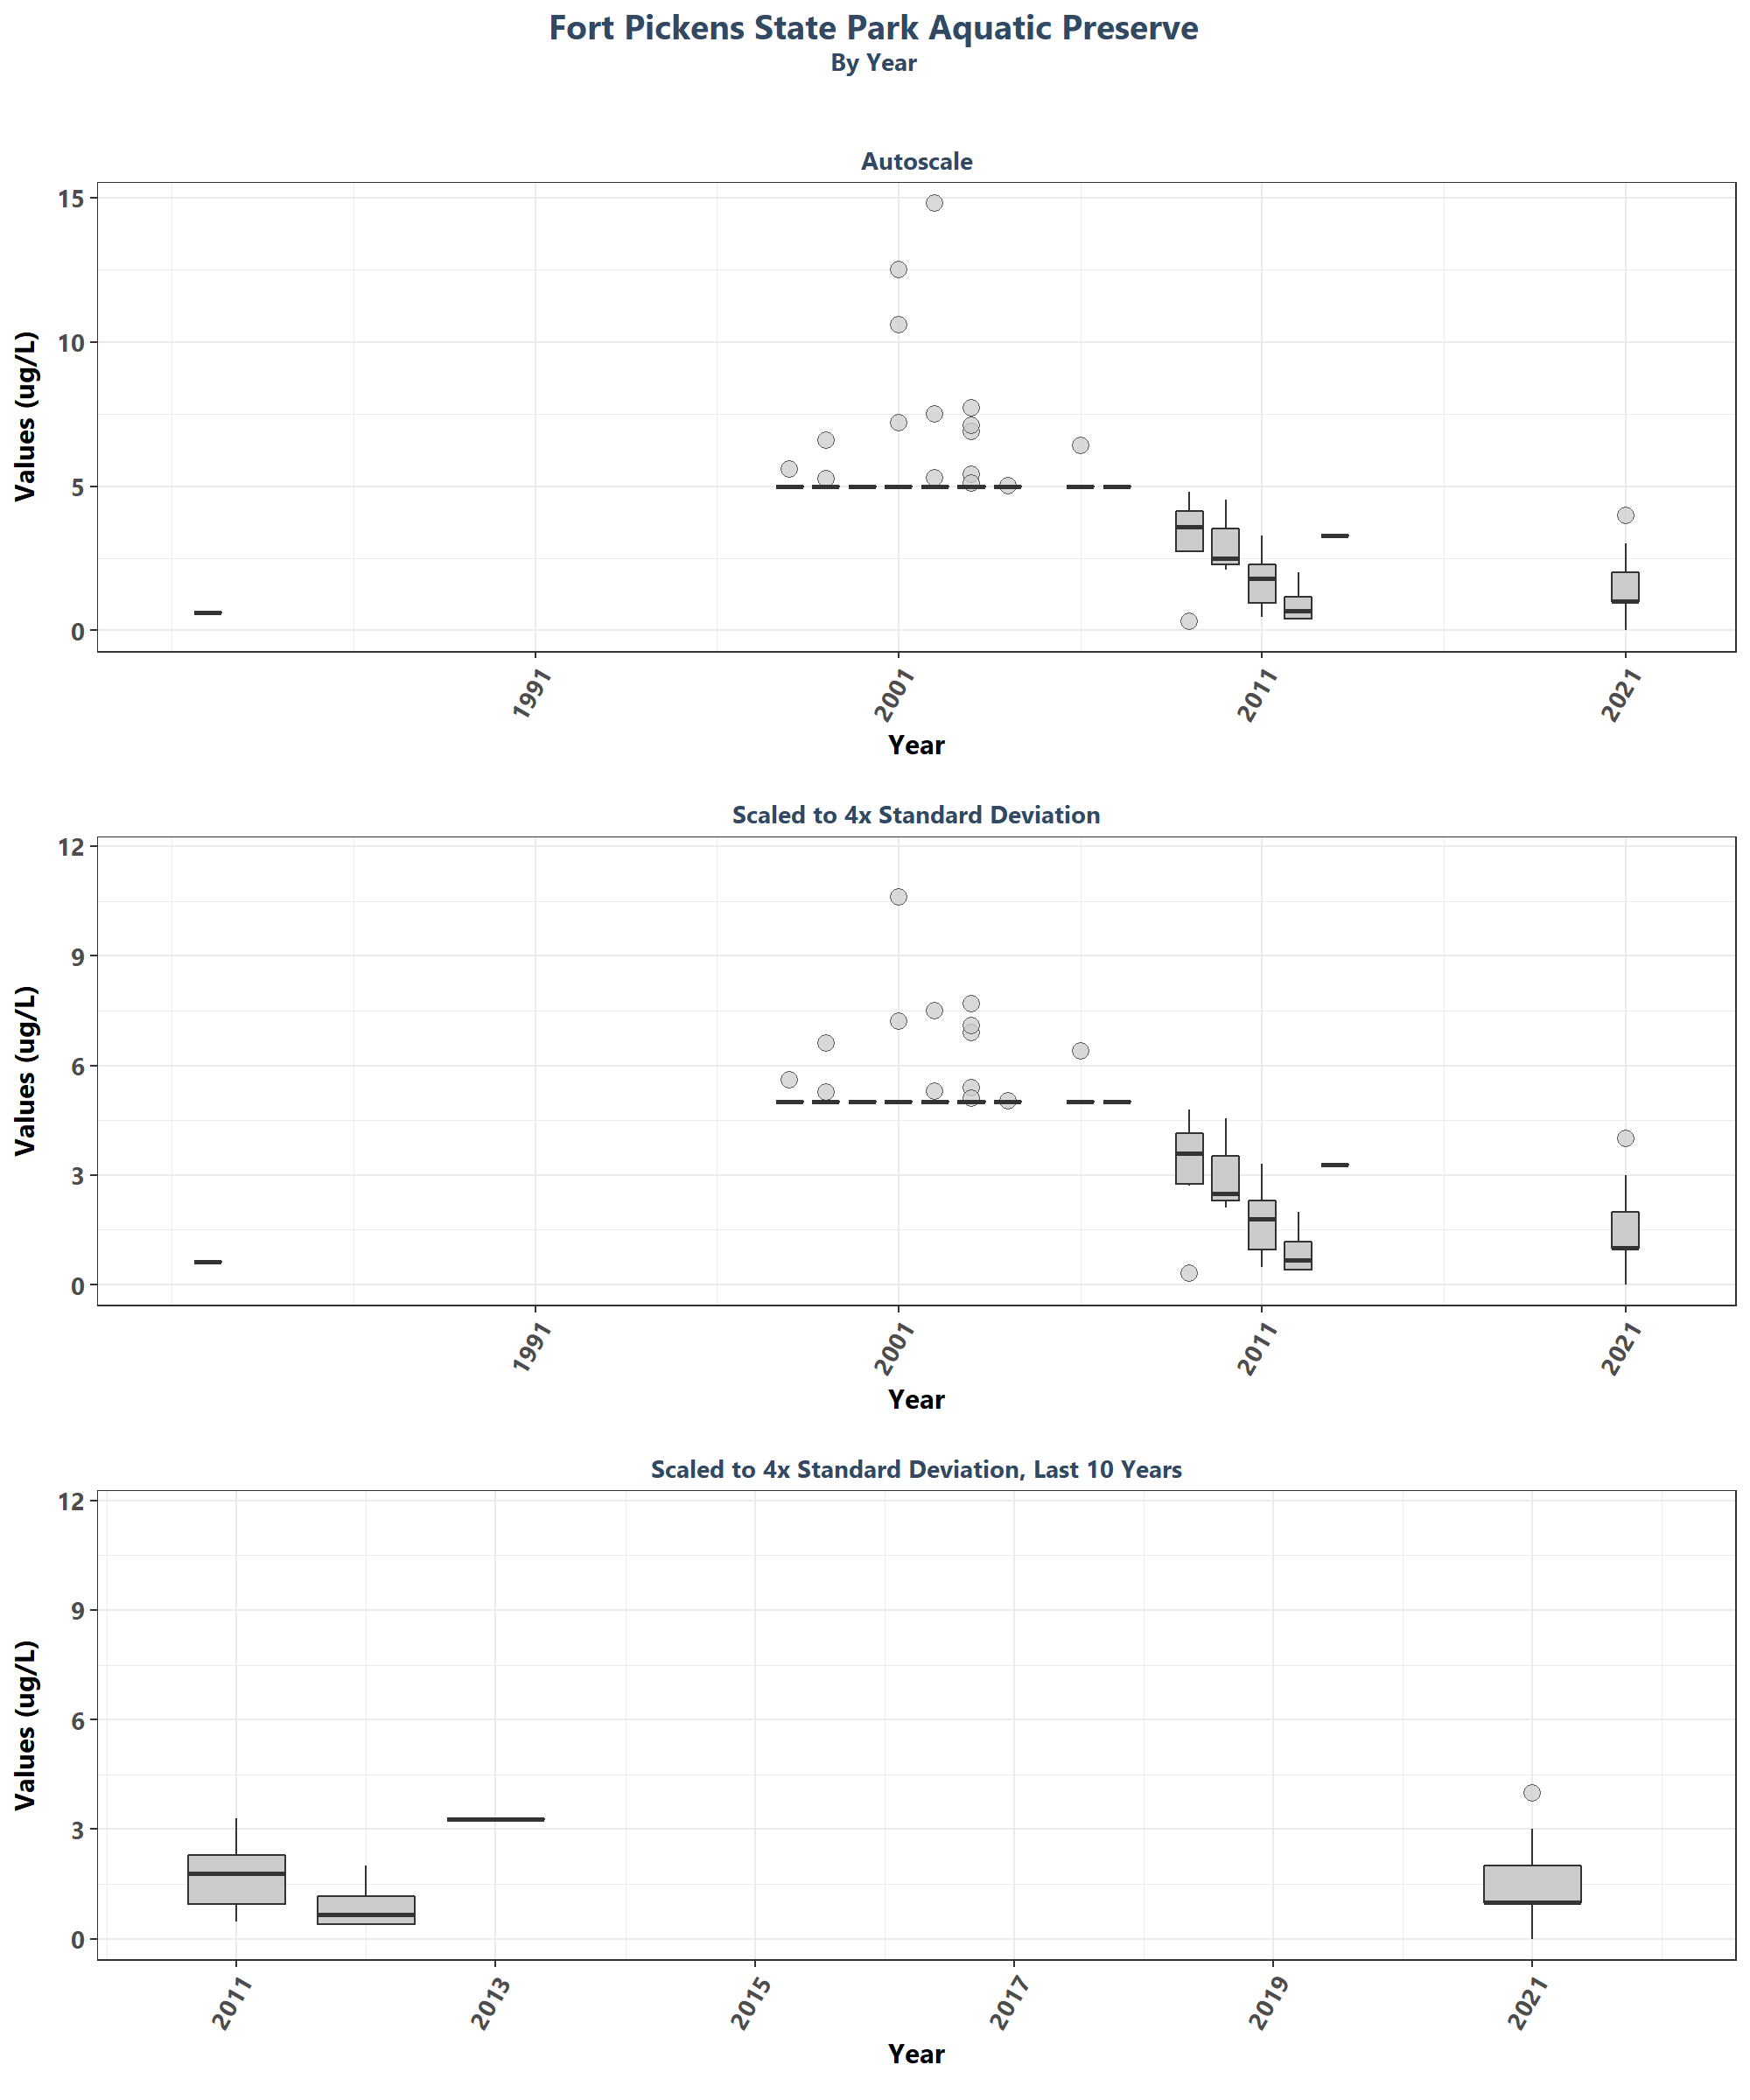 Fort Pickens State Park Aquatic Preserve
By Year
Autoscale
Values (ug/L)
15
10
5
0
1991
2001
2011
2021
Year
Scaled to 4x Standard Deviation
Values (ug/L)
12
9
6
3
0
1991
2001
2011
2021
Year
Scaled to 4x Standard Deviation, Last 10 Years
Values (ug/L)
12
9
6
3
0
2011
2013
2015
2017
2019
2021
Year